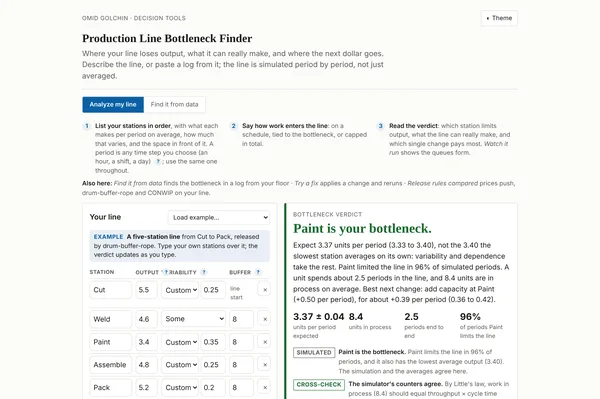 OMID GOLCHIN · DECISION TOOLS
Theme
Production Line Bottleneck Finder
Where your line loses output, what it can really make, and where the next dollar goes.
Describe the line, or paste a log from it; the line is simulated period by period, not just
averaged.
Analyze my line
Find it from data
1 List your stations in order, with what each
makes per period on average, how much
that varies, and the space in front of it. A
period is any time step you choose (an
hour, a shift, a day) ?; use the same one
throughout.
2 Say how work enters the line: on a
schedule, tied to the bottleneck, or capped
in total.
3 Read the verdict: which station limits
output, what the line can really make, and
which single change pays most. Watch it
run shows the queues form.
Also here: Find it from data finds the bottleneck in a log from your floor · Try a fix applies a change and reruns · Release rules compared prices push,
drum-buffer-rope and CONWIP on your line.
Your line
Load example...
EXAMPLE A five-station line from Cut to Pack, released
by drum-buffer-rope. Type your own stations over it; the
verdict updates as you type.
STATION OUTPUT ? RIABILITY ? BUFFER ?
Cut 5.5 Custom 0.25 line start ×
Weld 4.6 Some 8 ×
Paint 3.4 Custom 0.35 8 ×
Assemble 4.8 Custom 0.25 8 ×
Pack 5.2 Custom 0.2 8 ×
BOTTLENECK VERDICT
Paint is your bottleneck.
Expect 3.37 units per period (3.33 to 3.40), not the 3.40 the
slowest station averages on its own: variability and dependence
take the rest. Paint limited the line in 96% of simulated periods. A
unit spends about 2.5 periods in the line, and 8.4 units are in
process on average. Best next change: add capacity at Paint
(+0.50 per period), for about +0.39 per period (0.36 to 0.42).
3.37 ± 0.04 8.4 2.5 96%
units per period expected
units in process
periods end to end
of periods Paint limits the line
SIMULATED Paint is the bottleneck. Paint limits the line in 96% of
periods, and it also has the lowest average output (3.40).
The simulation and the averages agree here.
CROSS-CHECK The simulator's counters agree. By Little's law, work in
process (8.4) should equal throughput × cycle time